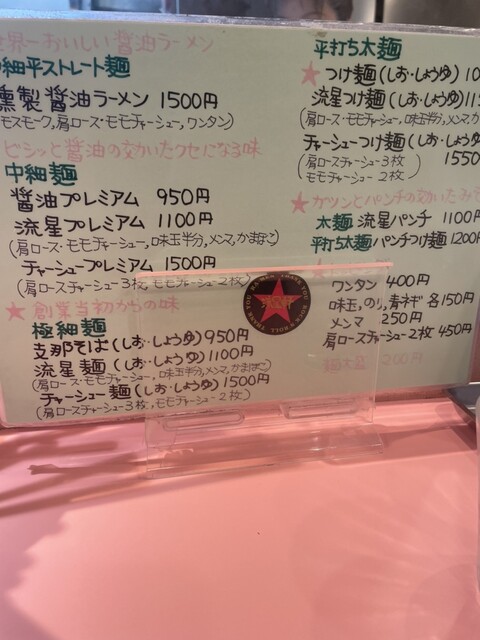 世界一おいしい醤油ラーメン
中細平ストレート麺
燻製醤油ラーメン 1500円
モスモーク,肩ロース・モモチャーシュー,ワンタン)
ビシッと醤油の効いたクセになる味
中細麺
醤油プレミアム 950円
流星プレミアム 1100円
(肩ロース・モモチャーシュー,味玉半分,メンマ,かまぼこ)
チャーシュープレミアム 1500円
(肩ロースチャーシュー3枚,モモチャーシュー2枚)
★ 創業当初からの味
極細麺
支那そば(しお・しょうゆ)950円
流星麺(しお・しょうゆ)1100円
(肩ロース・モモチャーシュー,味玉半分,メンマ,かまぼこ)
チャーシュー麺(しお・しょうゆ)1500円
(肩ロースチャーシュー3枚,モモチャーシュー2枚)
平打ち太麺
★ つけ麺(しお・しょうゆ) 10
流星つけ麺(しお・しょうゆ)11
(肩ロース・モモチャーシュー,味玉半分,メンマ,か
チャーシューつけ麺(しお・しょうゆ)
(肩ロースチャーシュー3枚
モモチャーシュー2枚) 1550
★ ガツンとパンチの効いた
太麺 流星パンチ 1100円
平打ち太麺パンチつけ麺 1200
ワンタン 400円
味玉,のり,青ネギ 各150円
メンマ 250円
肩ロースチャーシュー2枚 450円
麺大盛 200円
ROCK'N ROLL